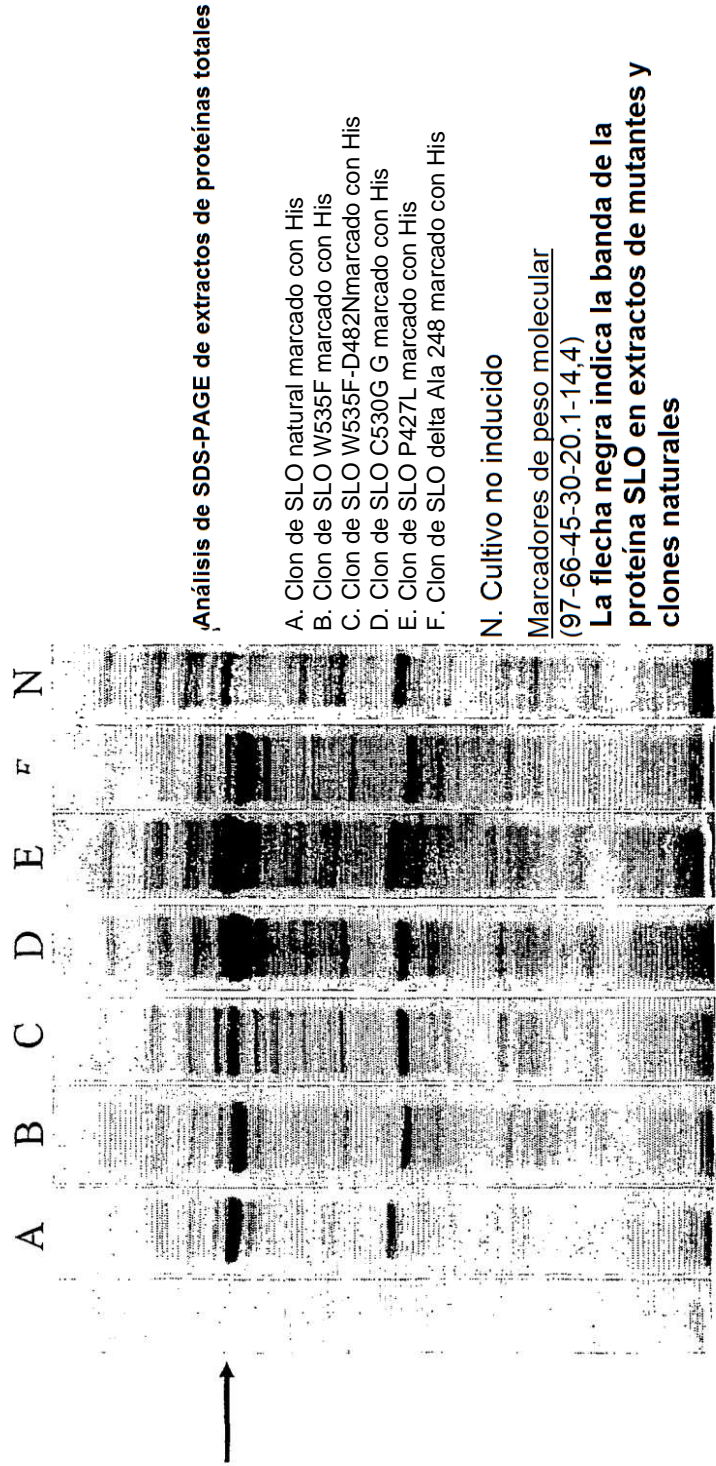 A B C D E F N
Análisis de SDS-PAGE de extractos de proteínas totales
A. Clon de SLO natural marcado con His
B. Clon de SLO W535F marcado con His
C. Clon de SLO W535F-D482Nmarcado con His
D. Clon de SLO C530G G marcado con His
E. Clon de SLO P427L marcado con His
F. Clon de SLO delta Ala 248 marcado con His
N. Cultivo no inducido
Marcadores de peso molecular
(97-66-45-30-20.1-14,4)
La flecha negra indica la banda de la
proteína SLO en extractos de mutantes y
clones naturales